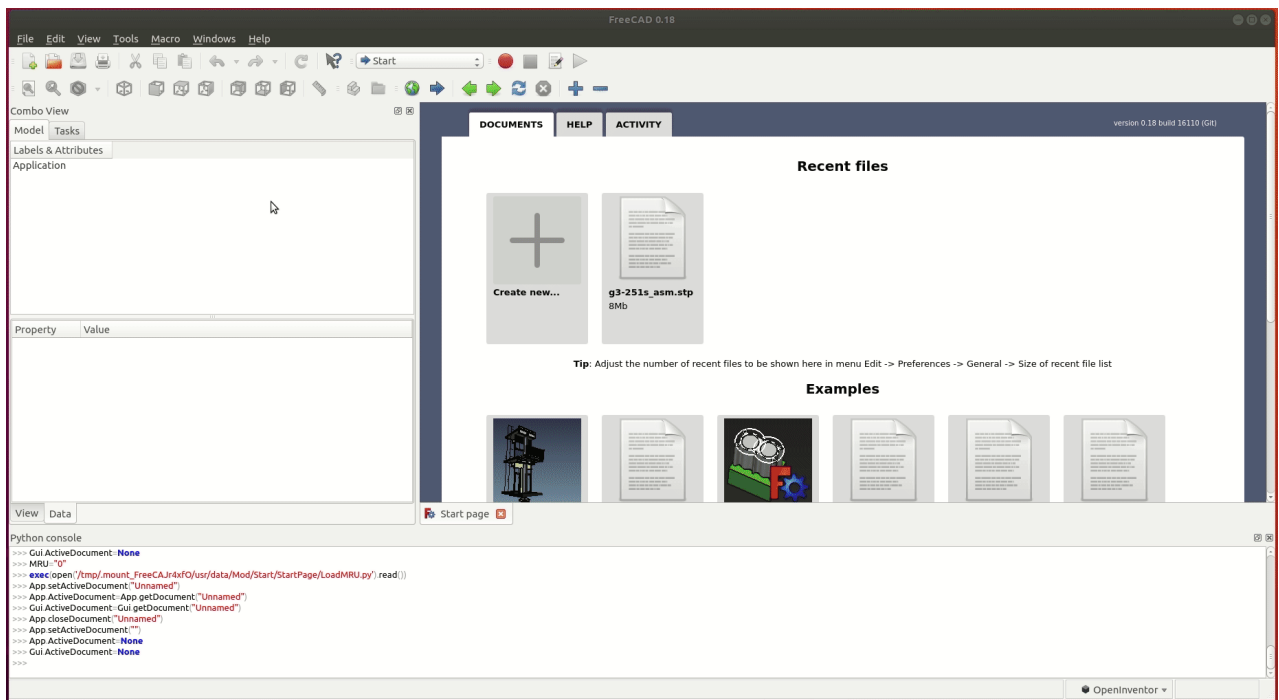 FreeCAD 0.18
File Edit View Tools Macro Windows Help
Start
Combo View
Model Tasks
Labels & Attributes
Application
Property Value
View Data
DOCUMENTS HELP ACTIVITY
version 0.18 build 16110 (Git)
Recent files
Create new...
g3-251s_asm.stp
8Mb
Tip: Adjust the number of recent files to be shown here in menu Edit -> Preferences -> General -> Size of recent file list
Examples
Start page
Python console
>>> Gui.ActiveDocument=None
>>> MRU="0"
>>> exec(open('/tmp/.mount_FreeCAJr4xfO/usr/data/Mod/Start/StartPage/LoadMRU.py').read())
>>> App.setActiveDocument("Unnamed")
>>> App.ActiveDocument=App.getDocument("Unnamed")
>>> Gui.ActiveDocument=Gui.getDocument("Unnamed")
>>> App.closeDocument("Unnamed")
>>> App.setActiveDocument("")
>>> App.ActiveDocument=None
>>> Gui.ActiveDocument=None
>>>
OpenInventor